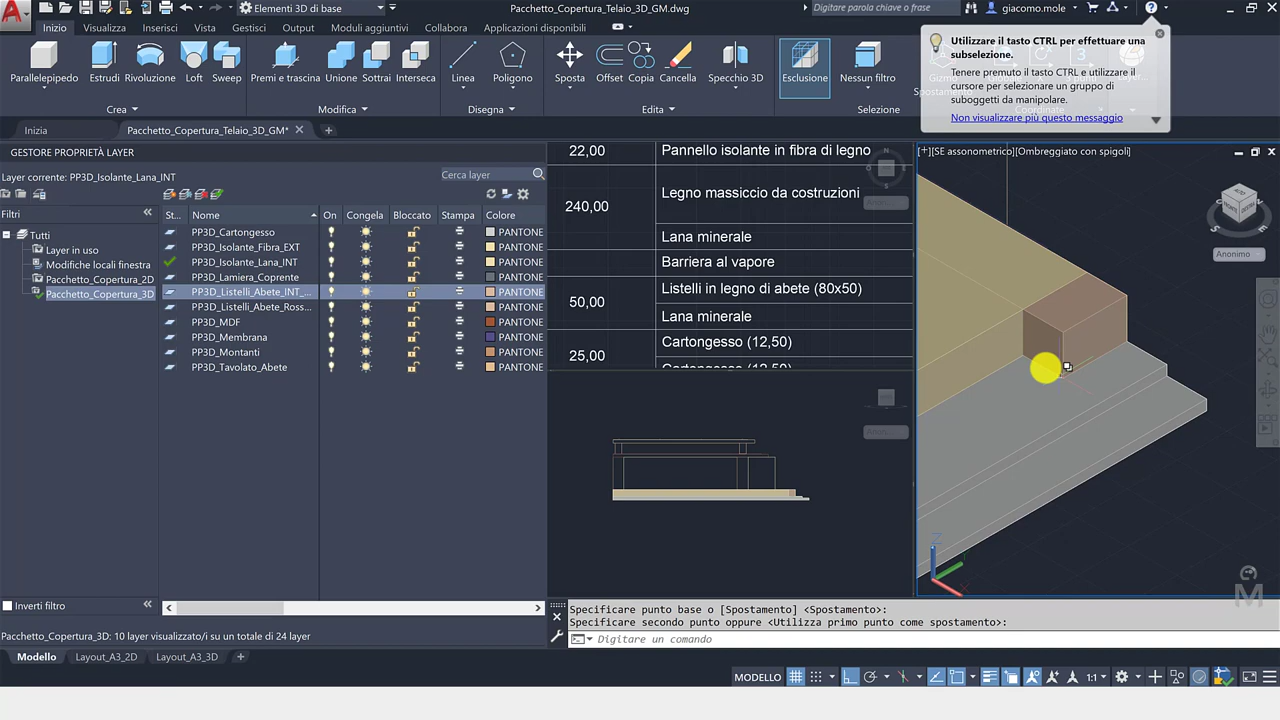 Elementi 3D di base
Pacchetto_Copertura_Telaio_3D_GM.dwg
Digitare parola chiave o frase
giacomo.mole
Inizio
Visualizza
Inserisci
Vista
Gestisci
Output
Moduli aggiuntivi
Collabora
Applicazioni disponibili
Parallelepipedo
Estrudi
Rivoluzione
Loft
Sweep
Premi e trascina
Unione
Sottrai
Interseca
Linea
Poligono
Sposta
Offset
Copia
Cancella
Specchio 3D
Esclusione
Nessun filtro
Crea
Modifica
Disegna
Edita
Selezione
Utilizzare il tasto CTRL per effettuare una
subselezione.
Tenere premuto il tasto CTRL e utilizzare il
cursore per selezionare un gruppo di
suboggetti da manipolare.
Non visualizzare più questo messaggio
Inizia
Pacchetto_Copertura_Telaio_3D_GM*
GESTORE PROPRIETÀ LAYER
Layer corrente: PP3D_Isolante_Lana_INT
Cerca layer
Filtri
Tutti
Layer in uso
Modifiche locali finestra
Pacchetto_Copertura_2D
Pacchetto_Copertura_3D
St...
Nome
On
Congela
Bloccato
Stampa
Colore
PP3D_Cartongesso
PANTONE
PP3D_Isolante_Fibra_EXT
PANTONE
PP3D_Isolante_Lana_INT
PANTONE
PP3D_Lamiera_Coprente
PANTONE
PP3D_Listelli_Abete_INT_...
PANTONE
PP3D_Listelli_Abete_Ross...
PANTONE
PP3D_MDF
PANTONE
PP3D_Membrana
PANTONE
PP3D_Montanti
PANTONE
PP3D_Tavolato_Abete
PANTONE
Inverti filtro
Pacchetto_Copertura_3D: 10 layer visualizzato/i su un totale di 24 layer
22,00
Pannello isolante in fibra di legno
240,00
Legno massiccio da costruzioni
Lana minerale
Barriera al vapore
50,00
Listelli in legno di abete (80x50)
Lana minerale
25,00
Cartongesso (12,50)
Cartongesso (12,50)
[+][SE assonometrico][Ombreggiato con spigoli]
Anonimo
Z
Specificare punto base o [Spostamento] <Spostamento>:
Specificare secondo punto oppure <Utilizza primo punto come spostamento>:
Digitare un comando
Modello
Layout_A3_2D
Layout_A3_3D
MODELLO
1:1